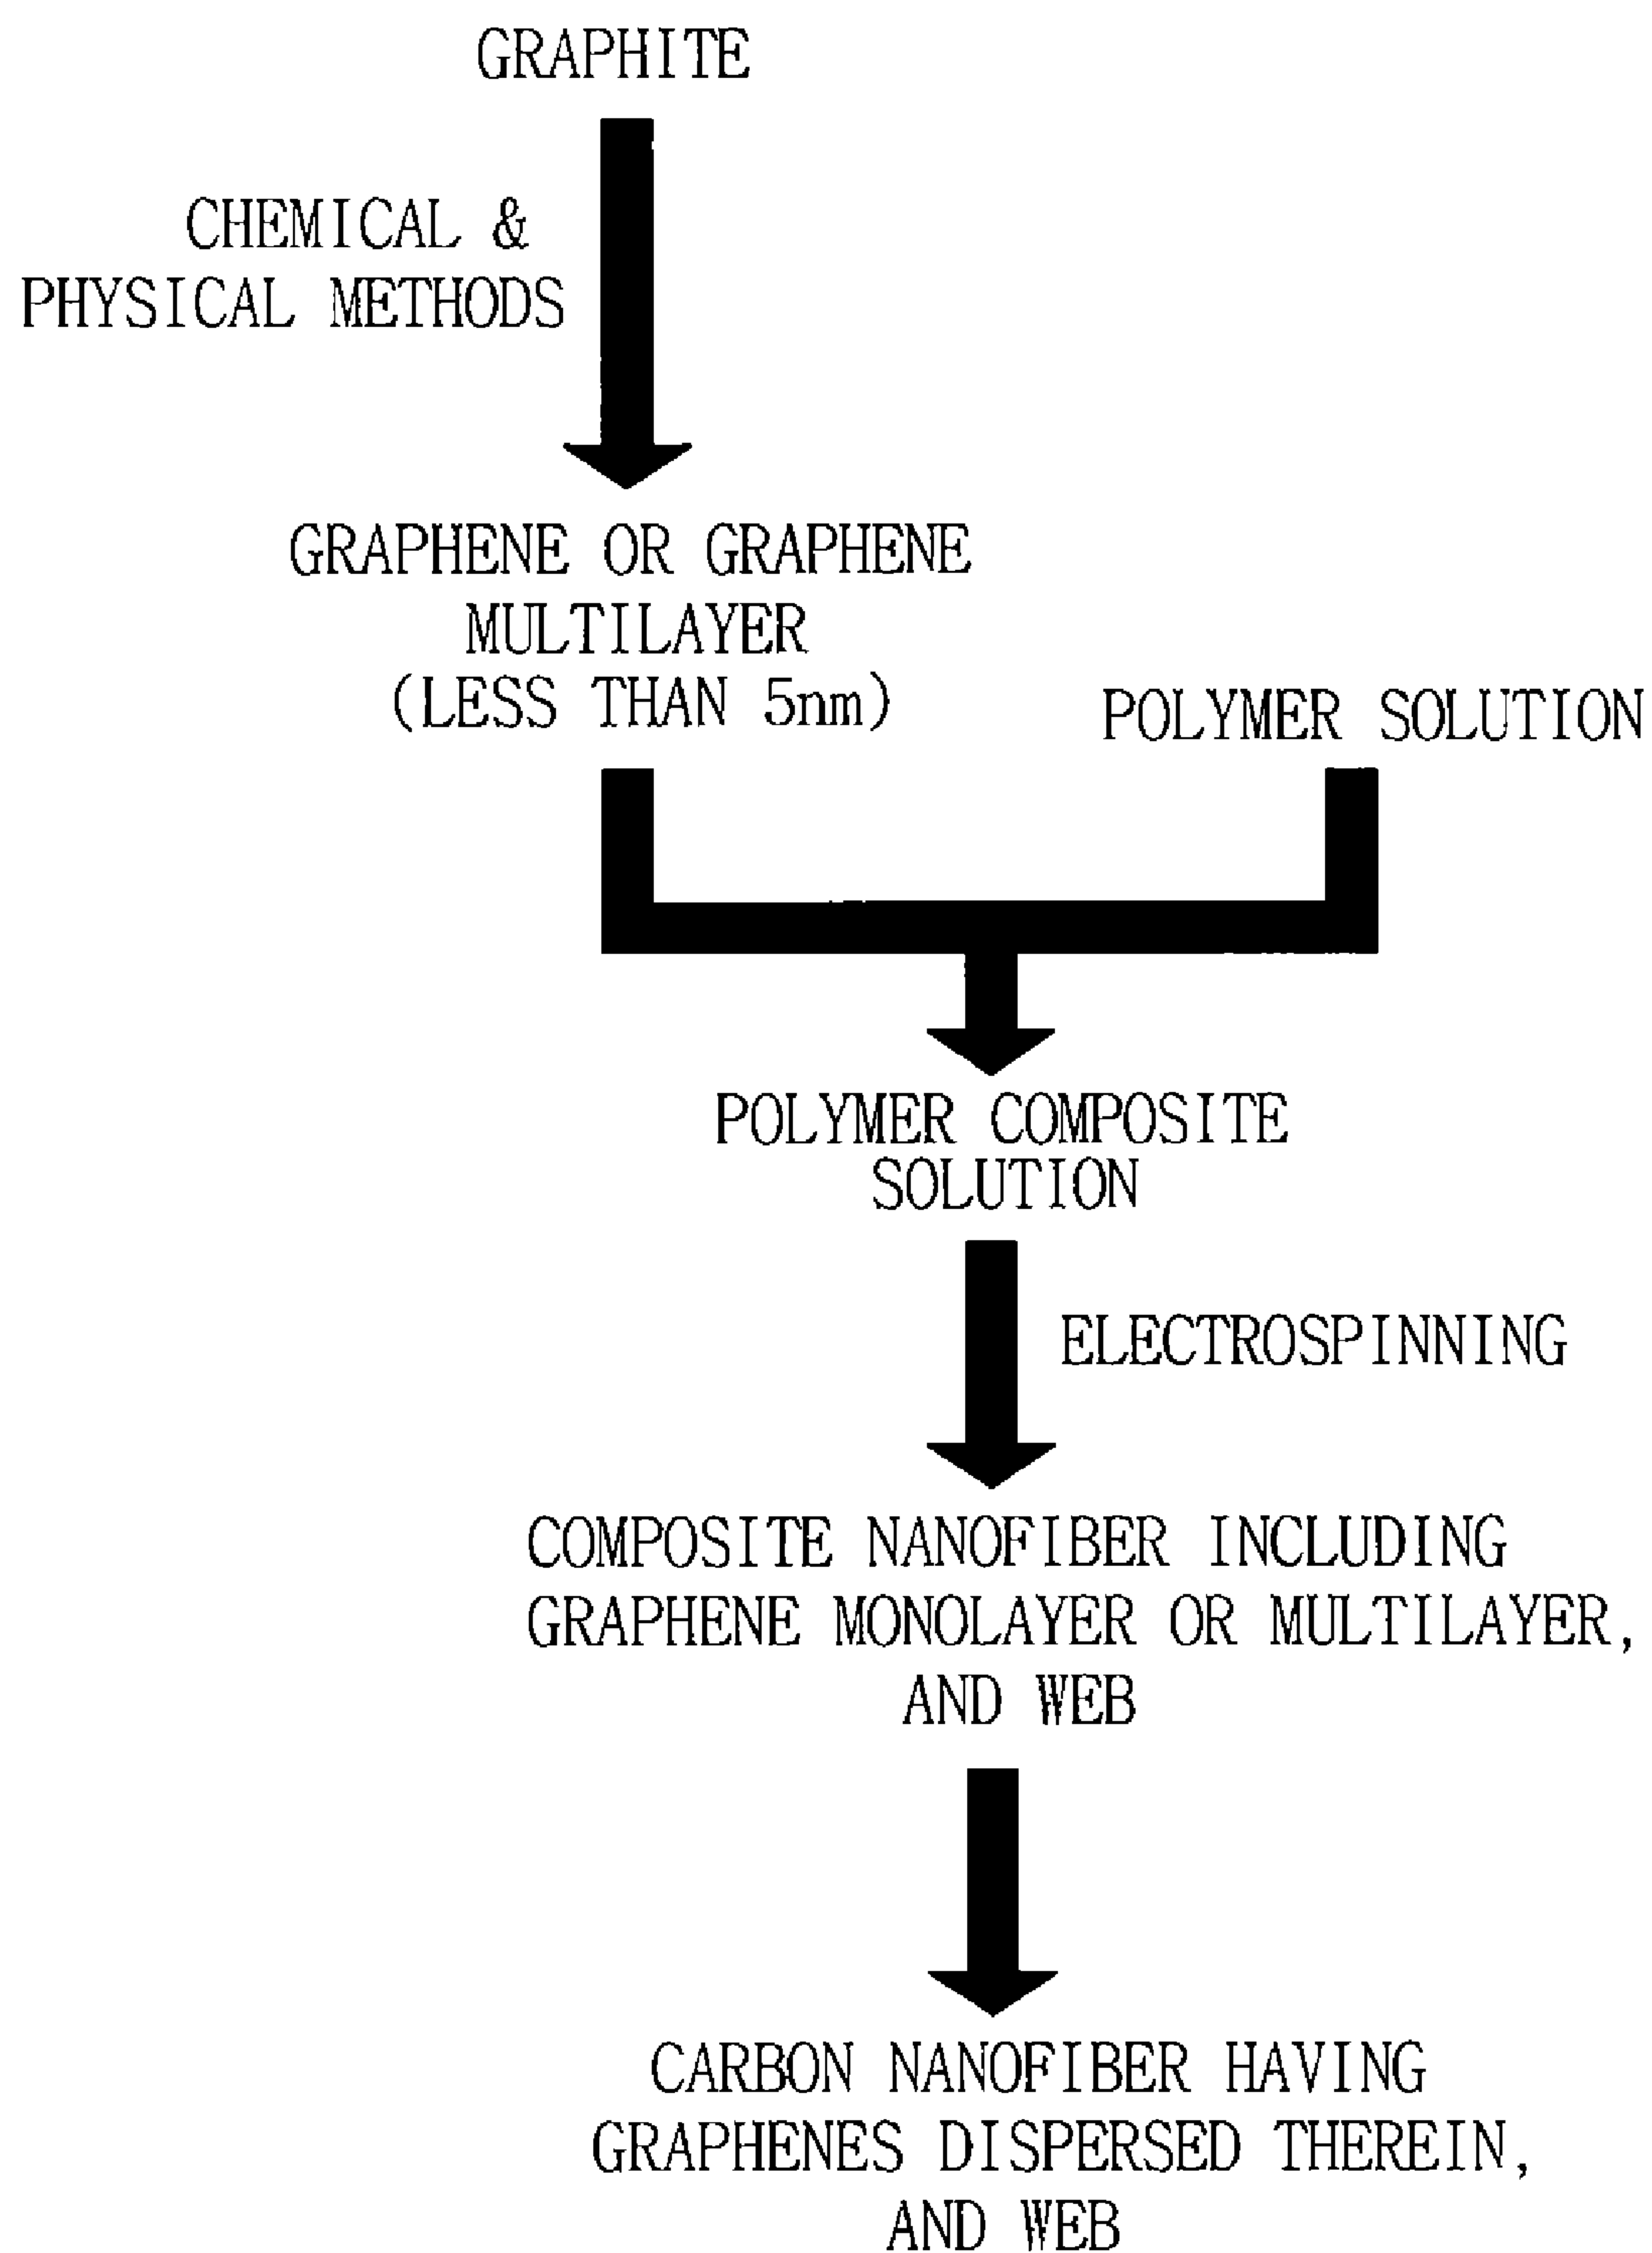 GRAPHITE
CHEMICAL &
PHYSICAL METHODS
GRAPHENE OR GRAPHENE
MULTILAYER
(LESS THAN 5nm)
POLYMER SOLUTION
POLYMER COMPOSITE
SOLUTION
ELECTROSPINNING
COMPOSITE NANOFIBER INCLUDING
GRAPHENE MONOLAYER OR MULTILAYER,
AND WEB
CARBON NANOFIBER HAVING
GRAPHENES DISPERSED THEREIN,
AND WEB